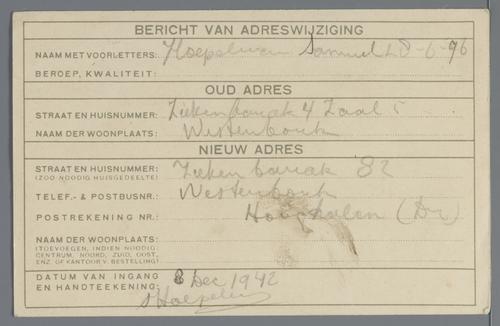 BERICHT VAN ADRESWIJZIGING
NAAM MET VOORLETTERS: Hoepelman Samuel 28-6-96
BEROEP, KWALITEIT:
OUD ADRES
STRAAT EN HUISNUMMER: Ziekenbarak 4 Zaal 5
NAAM DER WOONPLAATS: Westenbork
NIEUW ADRES
STRAAT EN HUISNUMMER: Ziekenbarak 82
(ZOO NOODIG HUISGEDEELTE)
TELEF.- & POSTBUSNR.: Westenbork
POSTREKENING NR.: Hooghalen (Dr)
NAAM DER WOONPLAATS:
(TOEVOEGEN, INDIEN NOODIG:
CENTRUM, NOORD, ZUID, OOST,
ENZ. OF KANTOOR V. BESTELLING)
DATUM VAN INGANG 8 Dec 1942
EN HANDTEEKENING: S Hoepelman